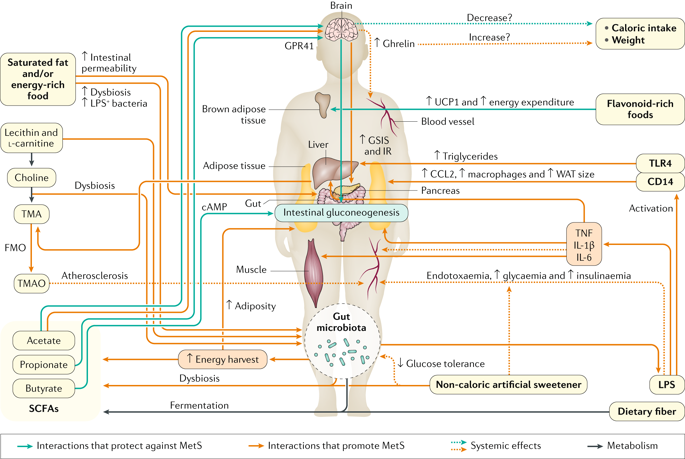 Brain
Decrease?
• Caloric intake
• Weight
GPR41
↑ Ghrelin
Increase?
Saturated fat
and/or
energy-rich
food
↑ Intestinal
permeability
↑ Dysbiosis
↑ LPS⁺ bacteria
Brown adipose
tissue
↑ UCP1 and ↑ energy expenditure
Flavonoid-rich
foods
Blood vessel
Lecithin and
L-carnitine
Liver
↑ GSIS
and IR
↑ Triglycerides
TLR4
Adipose tissue
Choline
↑ CCL2, ↑ macrophages and ↑ WAT size
CD14
Dysbiosis
Pancreas
Gut
cAMP
Activation
TMA
Intestinal gluconeogenesis
TNF
IL-1β
IL-6
FMO
Muscle
TMAO
Atherosclerosis
Endotoxaemia, ↑ glycaemia and ↑ insulinaemia
↑ Adiposity
Gut
microbiota
Acetate
Propionate
Butyrate
SCFAs
↑ Energy harvest
↓ Glucose tolerance
Dysbiosis
Non-caloric artificial sweetener
LPS
Fermentation
Dietary fiber
Interactions that protect against MetS
Interactions that promote MetS
Systemic effects
Metabolism